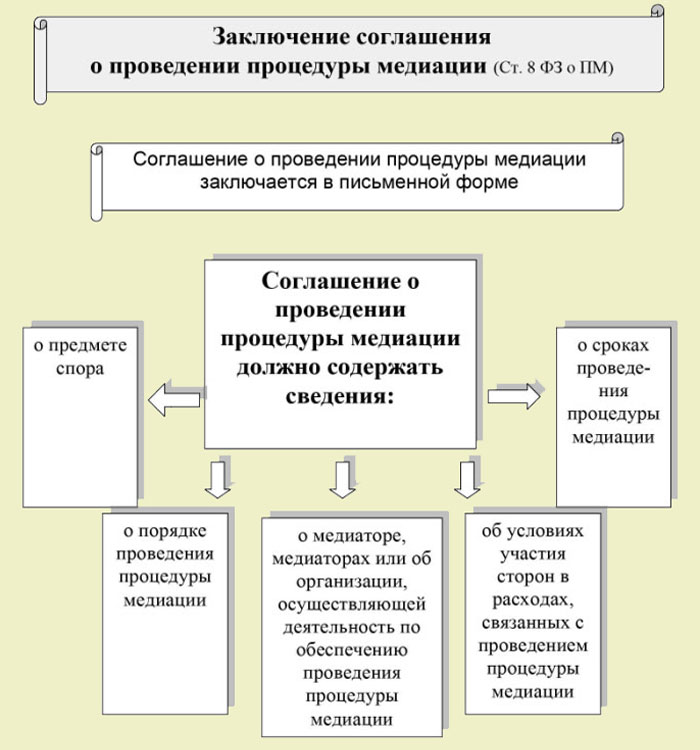 Заключение соглашения
о проведении процедуры медиации (Ст. 8 ФЗ о ПМ)
Соглашение о проведении процедуры медиации
заключается в письменной форме
Соглашение о
проведении
процедуры медиации
должно содержать
сведения:
о предмете
спора
о порядке
проведения
процедуры
медиации
о медиаторе,
медиаторах или об
организации,
осуществляющей
деятельность по
обеспечению
проведения
процедуры
медиации
об условиях
участия
сторон в
расходах,
связанных с
проведением
процедуры
медиации
о сроках
проведе-
ния
процедуры
медиации